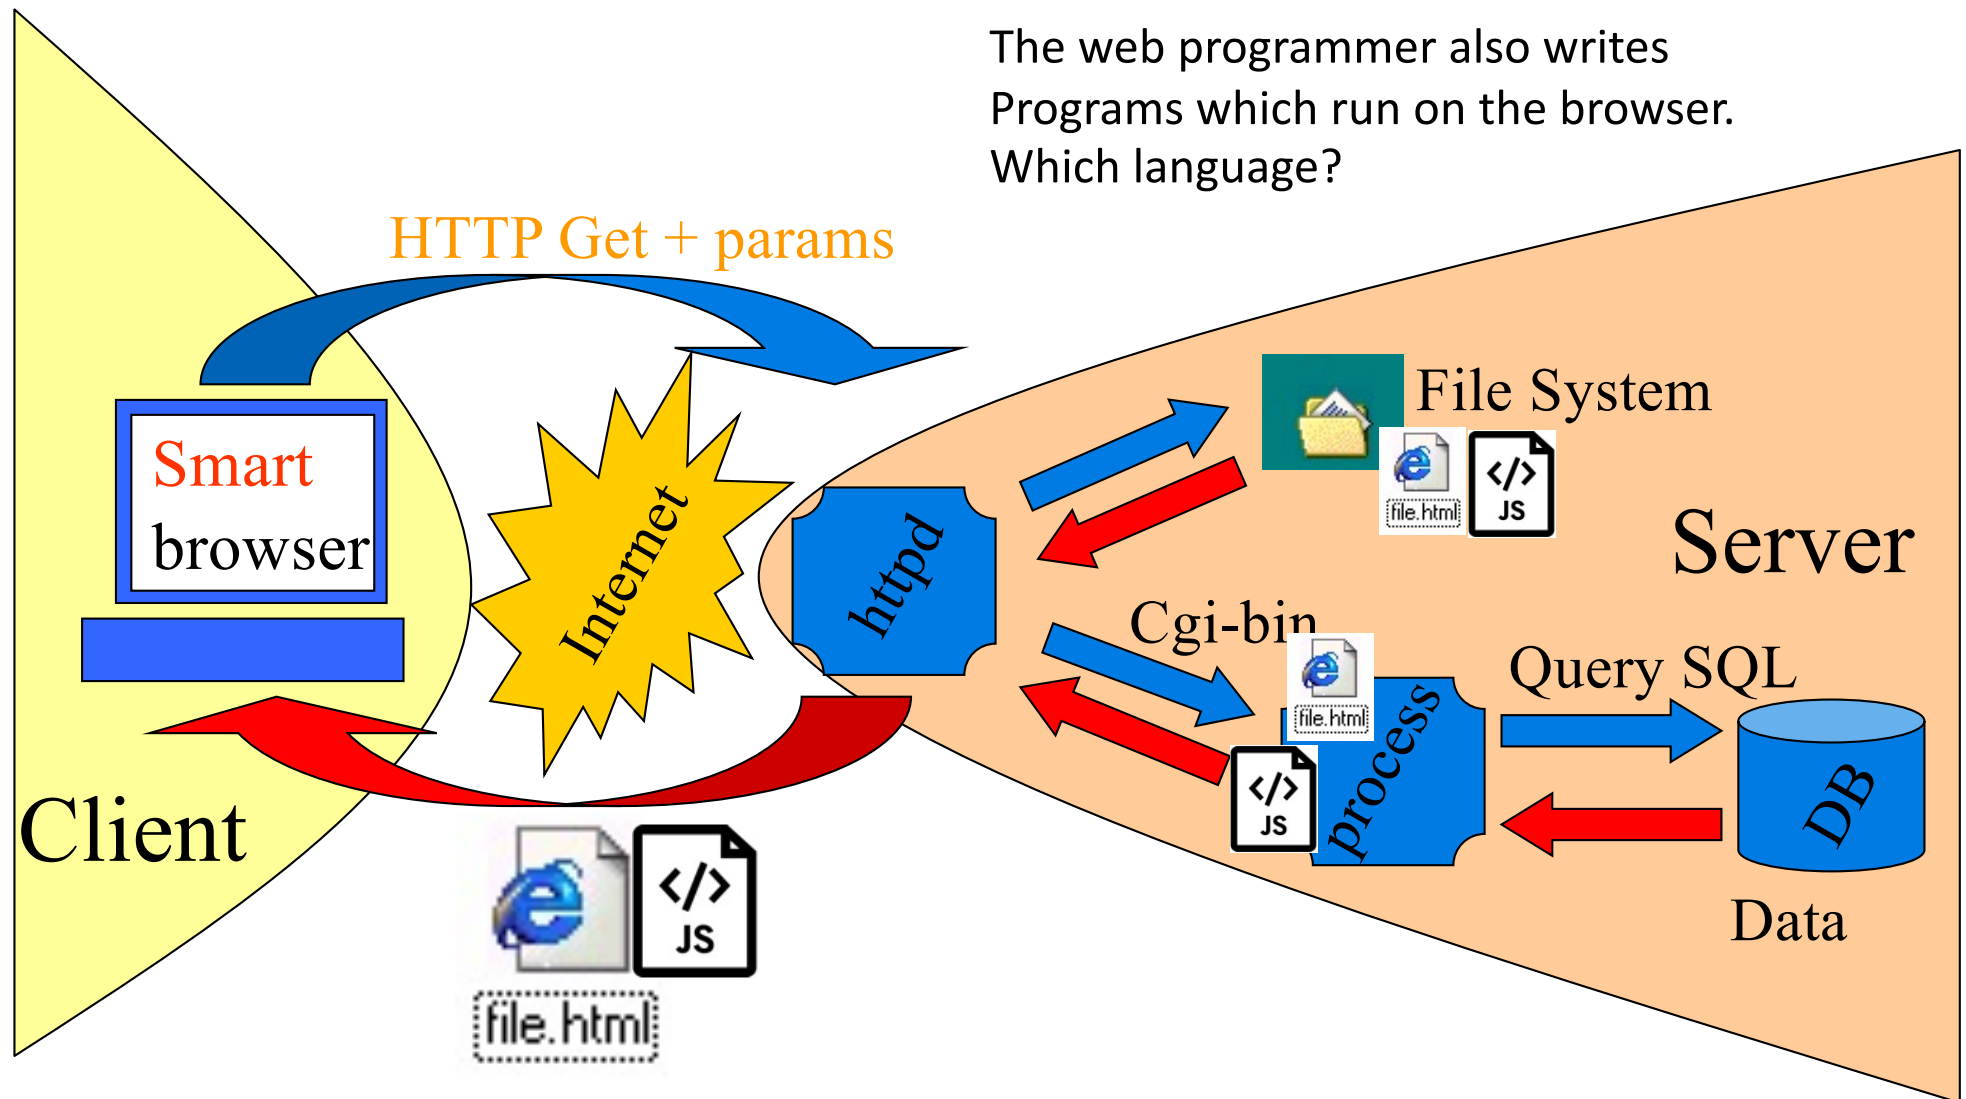 The web programmer also writes
Programs which run on the browser.
Which language?
HTTP Get + params
File System
Smart
browser
file.html
</>
JS
Internet
httpd
Server
Cgi-bin
Query SQL
file.html
process
</>
JS
DB
Client
Data
</>
JS
file.html